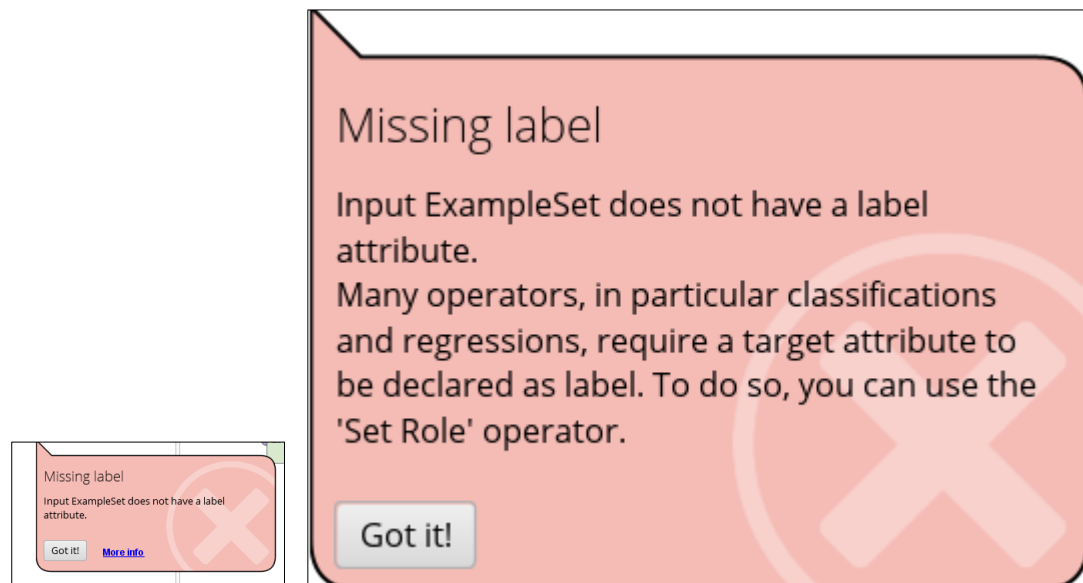 Missing label
Input ExampleSet does not have a label
attribute.
Got it!
More info
Missing label
Input ExampleSet does not have a label
attribute.
Many operators, in particular classifications
and regressions, require a target attribute to
be declared as label. To do so, you can use the
'Set Role' operator.
Got it!